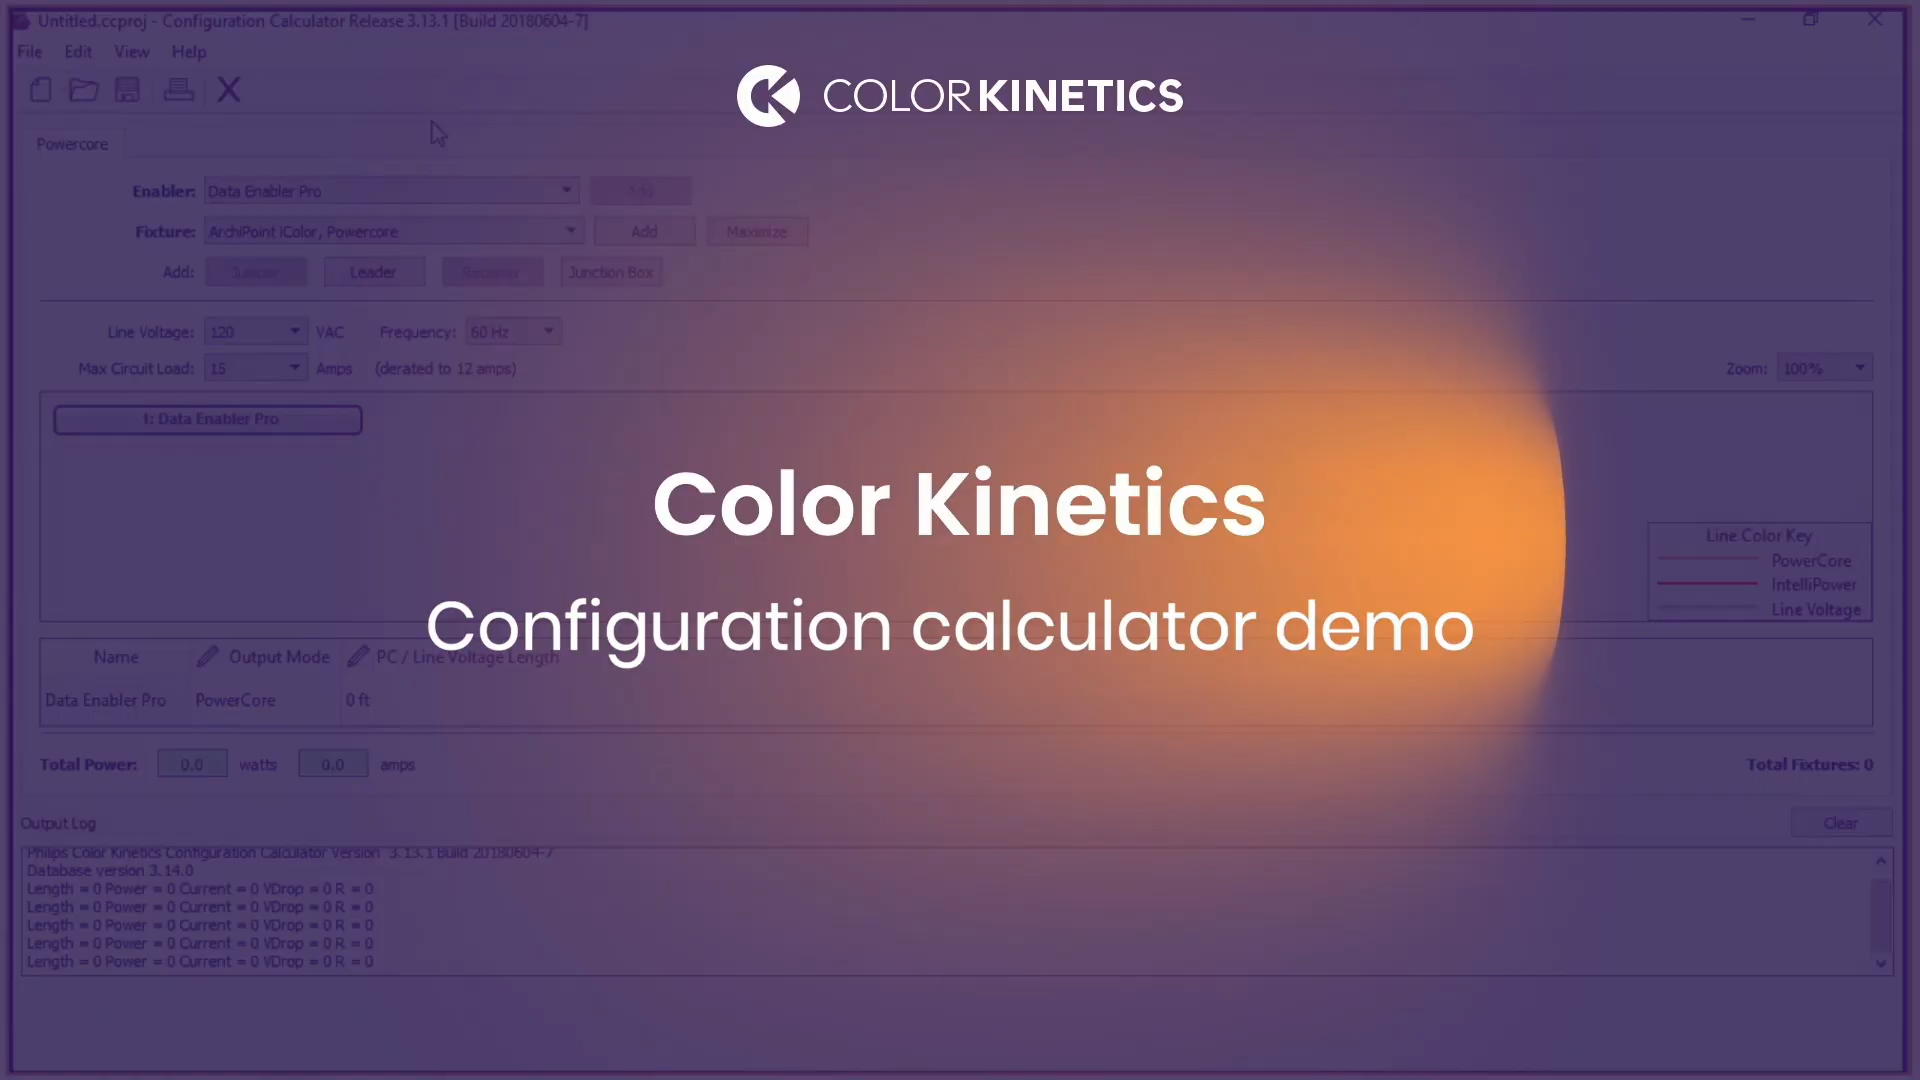 Untitled.ccproj - Configuration Calculator Release 3.13.1 [Build 20180604-7]
File Edit View Help
COLORKINETICS
Powercore
Enabler: Data Enabler Pro Add
Fixture: ArchiPoint iColor, Powercore Add Maximize
Add: Jumper Leader Junction Box
Line Voltage: 120 VAC Frequency: 60 Hz
Max Circuit Load: 15 Amps (derated to 12 amps) Zoom: 100%
1: Data Enabler Pro
Color Kinetics
Configuration calculator demo
Line Color Key
PowerCore
IntelliPower
Line Voltage
Name Output Mode PC / Line Voltage Length
Data Enabler Pro PowerCore 0 ft
Total Power: 0.0 watts 0.0 amps Total Fixtures: 0
Output Log Clear
Philips Color Kinetics Configuration Calculator Version 3.13.1 Build 20180604-7
Database version 3.14.0
Length = 0 Power = 0 Current = 0 VDrop = 0 R = 0
Length = 0 Power = 0 Current = 0 VDrop = 0 R = 0
Length = 0 Power = 0 Current = 0 VDrop = 0 R = 0
Length = 0 Power = 0 Current = 0 VDrop = 0 R = 0
Length = 0 Power = 0 Current = 0 VDrop = 0 R = 0